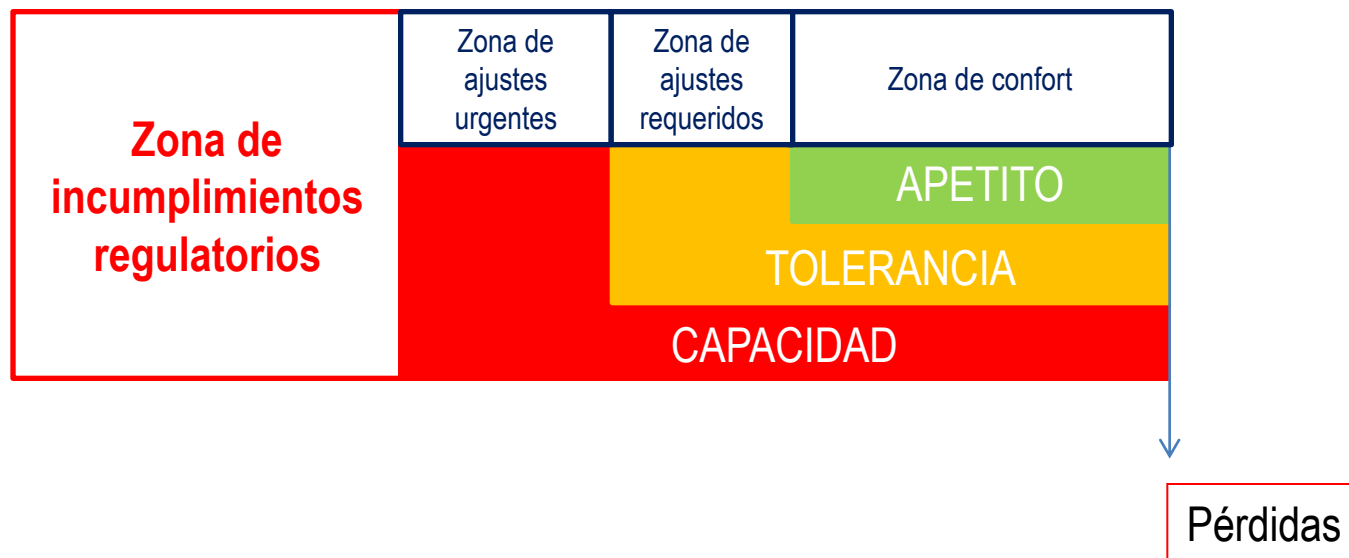 Zona de
incumplimientos
regulatorios
Zona de
ajustes
urgentes
Zona de
ajustes
requeridos
Zona de confort
APETITO
TOLERANCIA
CAPACIDAD
Pérdidas